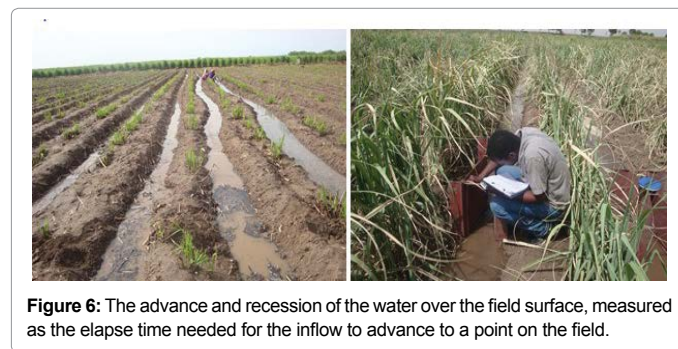 Figure 6: The advance and recession of the water over the field surface, measured
as the elapse time needed for the inflow to advance to a point on the field.